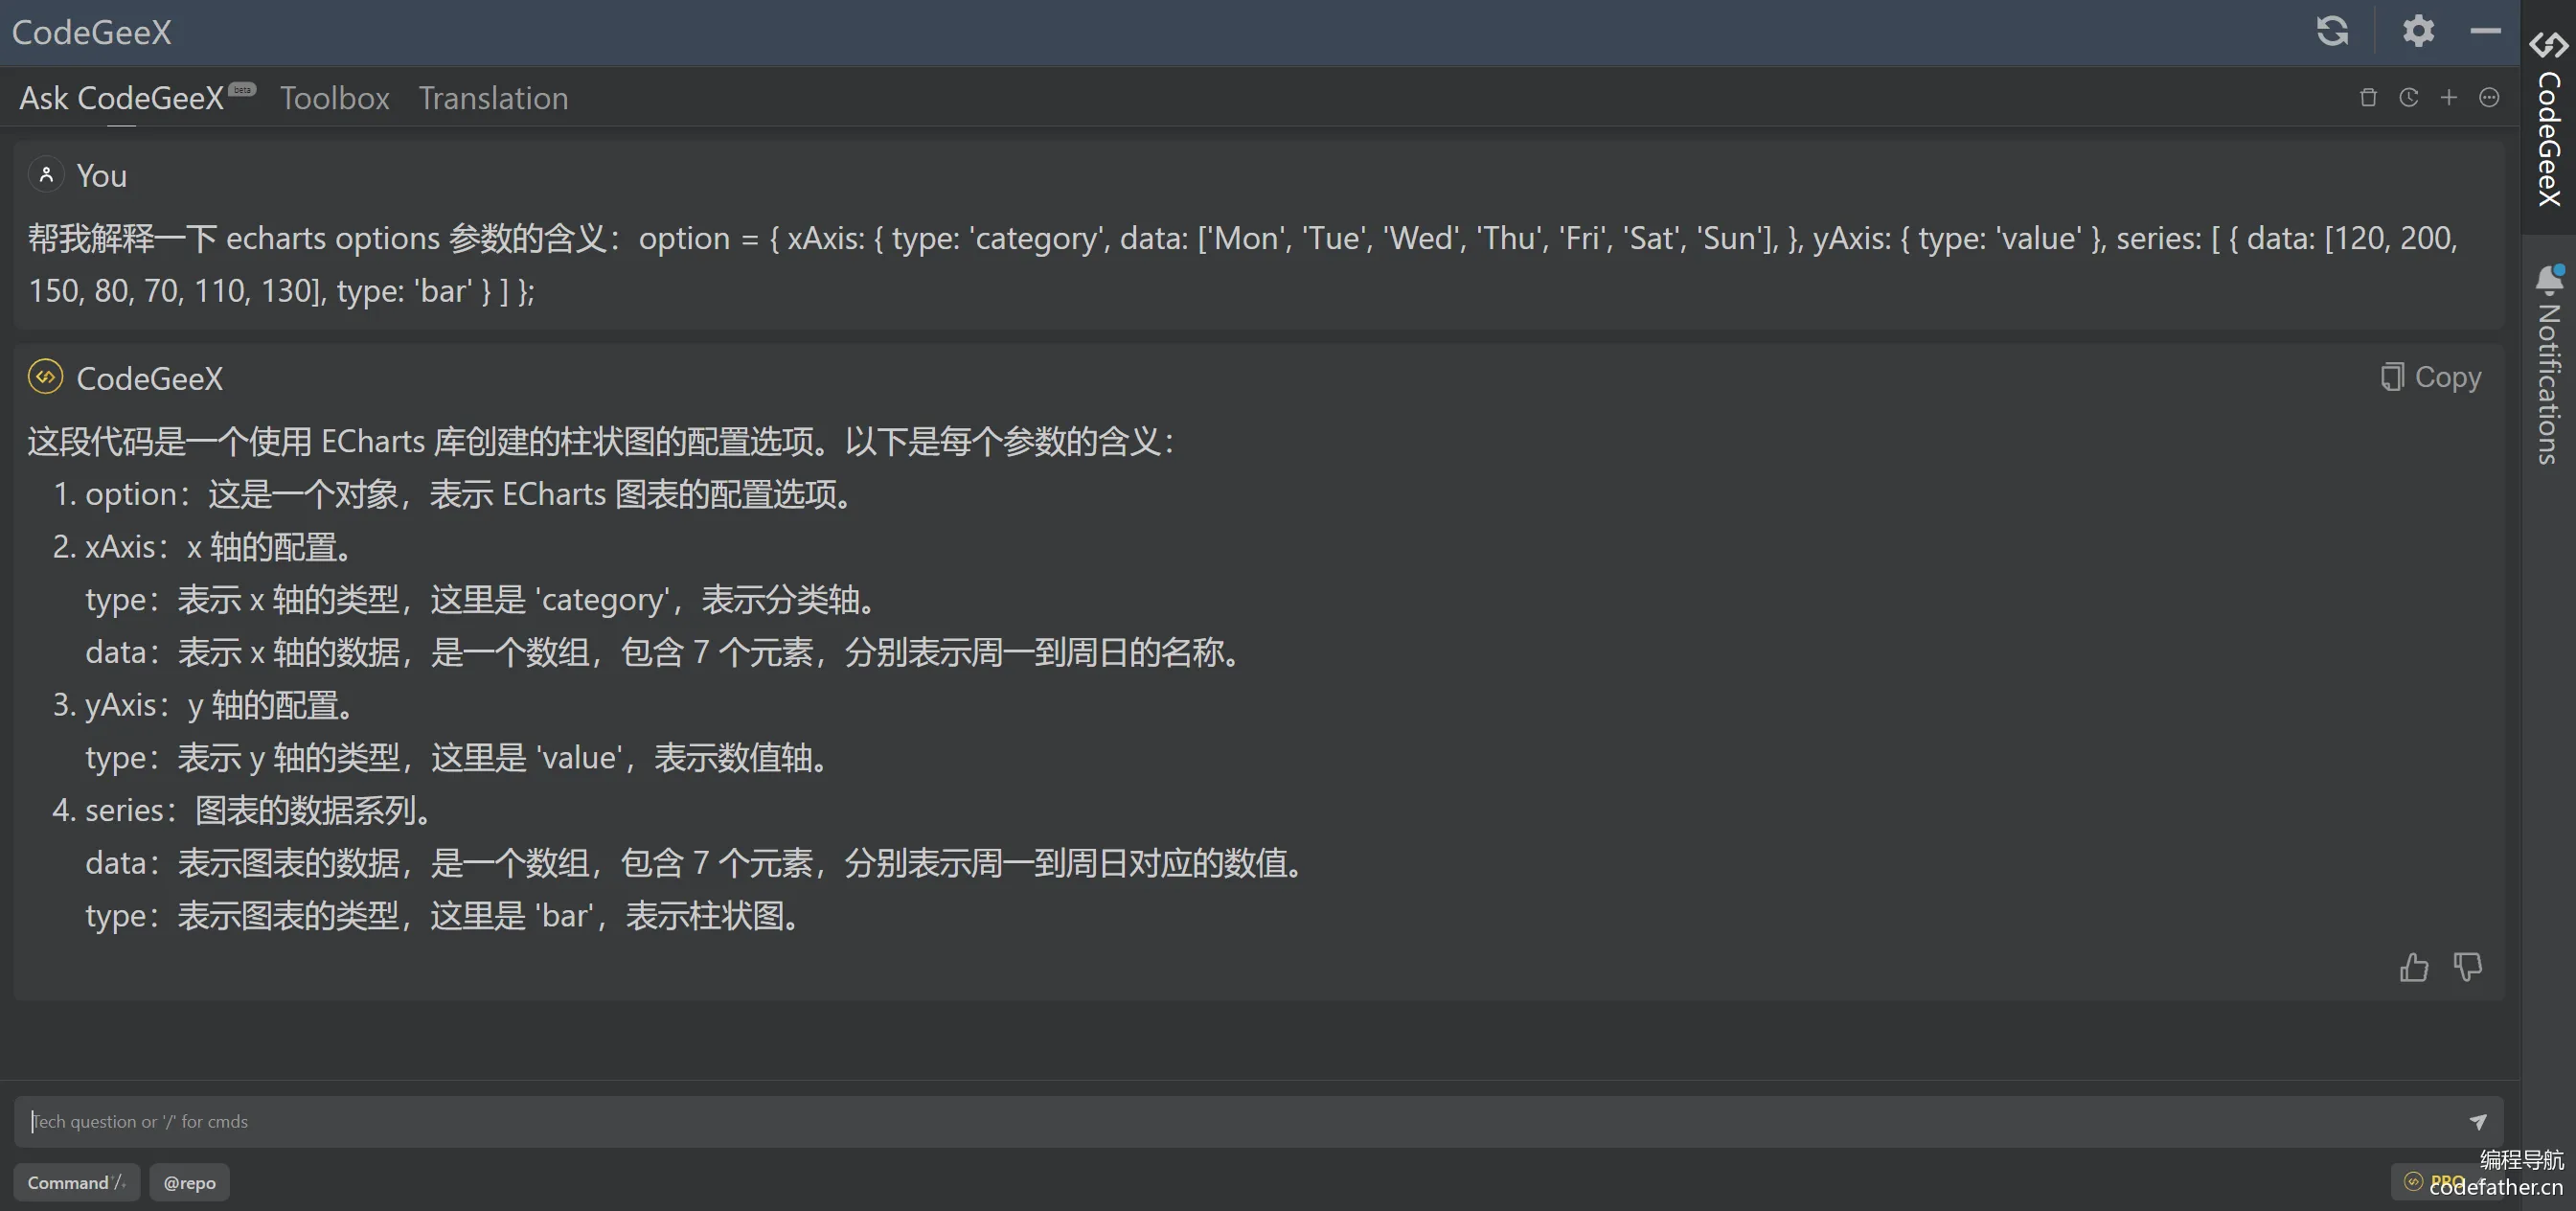 CodeGeeX
Ask CodeGeeX beta Toolbox Translation
You
帮我解释一下 echarts options 参数的含义：option = { xAxis: { type: 'category', data: ['Mon', 'Tue', 'Wed', 'Thu', 'Fri', 'Sat', 'Sun'], }, yAxis: { type: 'value' }, series: [ { data: [120, 200,
150, 80, 70, 110, 130], type: 'bar' } ] };
CodeGeeX
Copy
这段代码是一个使用 ECharts 库创建的柱状图的配置选项。以下是每个参数的含义：
1. option：这是一个对象，表示 ECharts 图表的配置选项。
2. xAxis：x 轴的配置。
type：表示 x 轴的类型，这里是 'category'，表示分类轴。
data：表示 x 轴的数据，是一个数组，包含 7 个元素，分别表示周一到周日的名称。
3. yAxis：y 轴的配置。
type：表示 y 轴的类型，这里是 'value'，表示数值轴。
4. series：图表的数据系列。
data：表示图表的数据，是一个数组，包含 7 个元素，分别表示周一到周日对应的数值。
type：表示图表的类型，这里是 'bar'，表示柱状图。
Tech question or '/' for cmds
Command '/'
@repo
PRO
CodeGeeX
Notifications
编程导航
codefather.cn